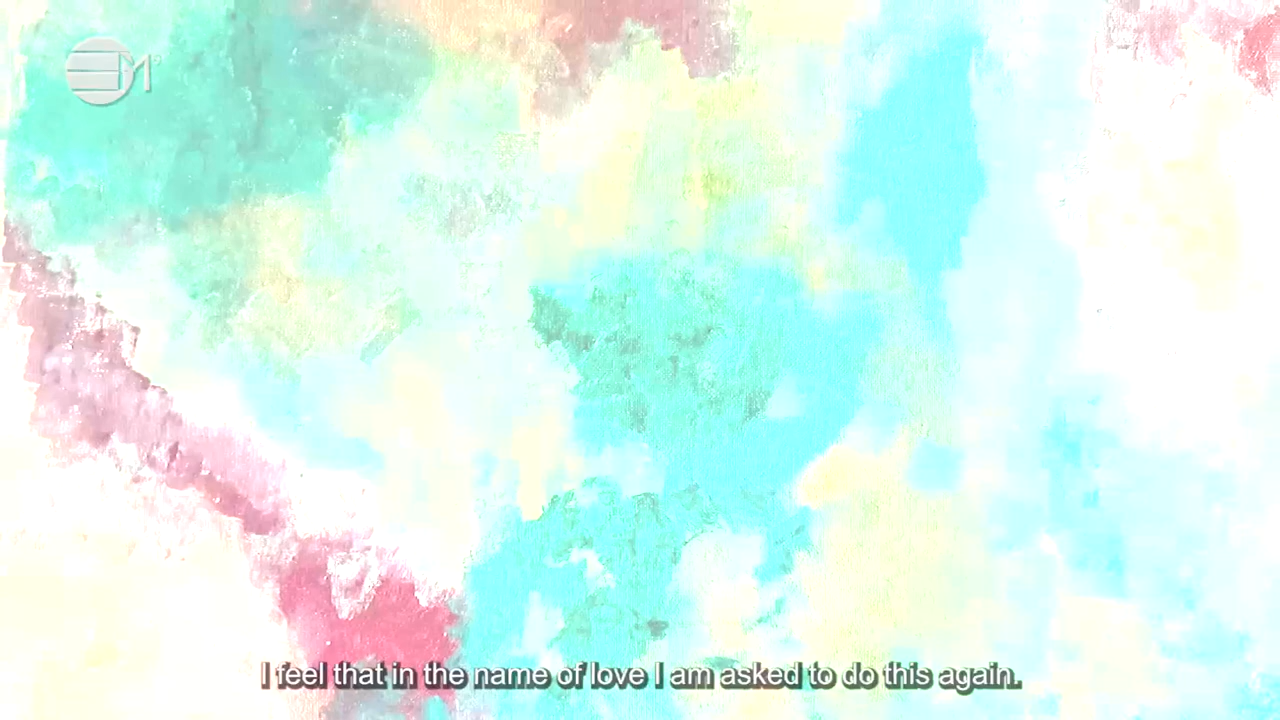 I feel that in the name of love I am asked to do this again.